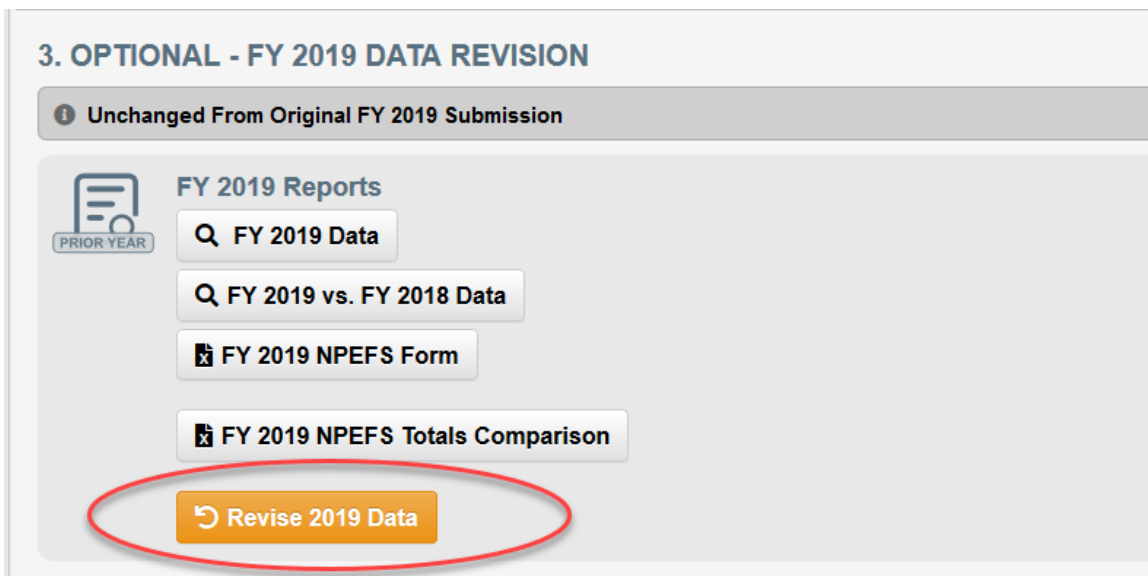 3. OPTIONAL - FY 2019 DATA REVISION
Unchanged From Original FY 2019 Submission
FY 2019 Reports
PRIOR YEAR
FY 2019 Data
FY 2019 vs. FY 2018 Data
FY 2019 NPEFS Form
FY 2019 NPEFS Totals Comparison
Revise 2019 Data